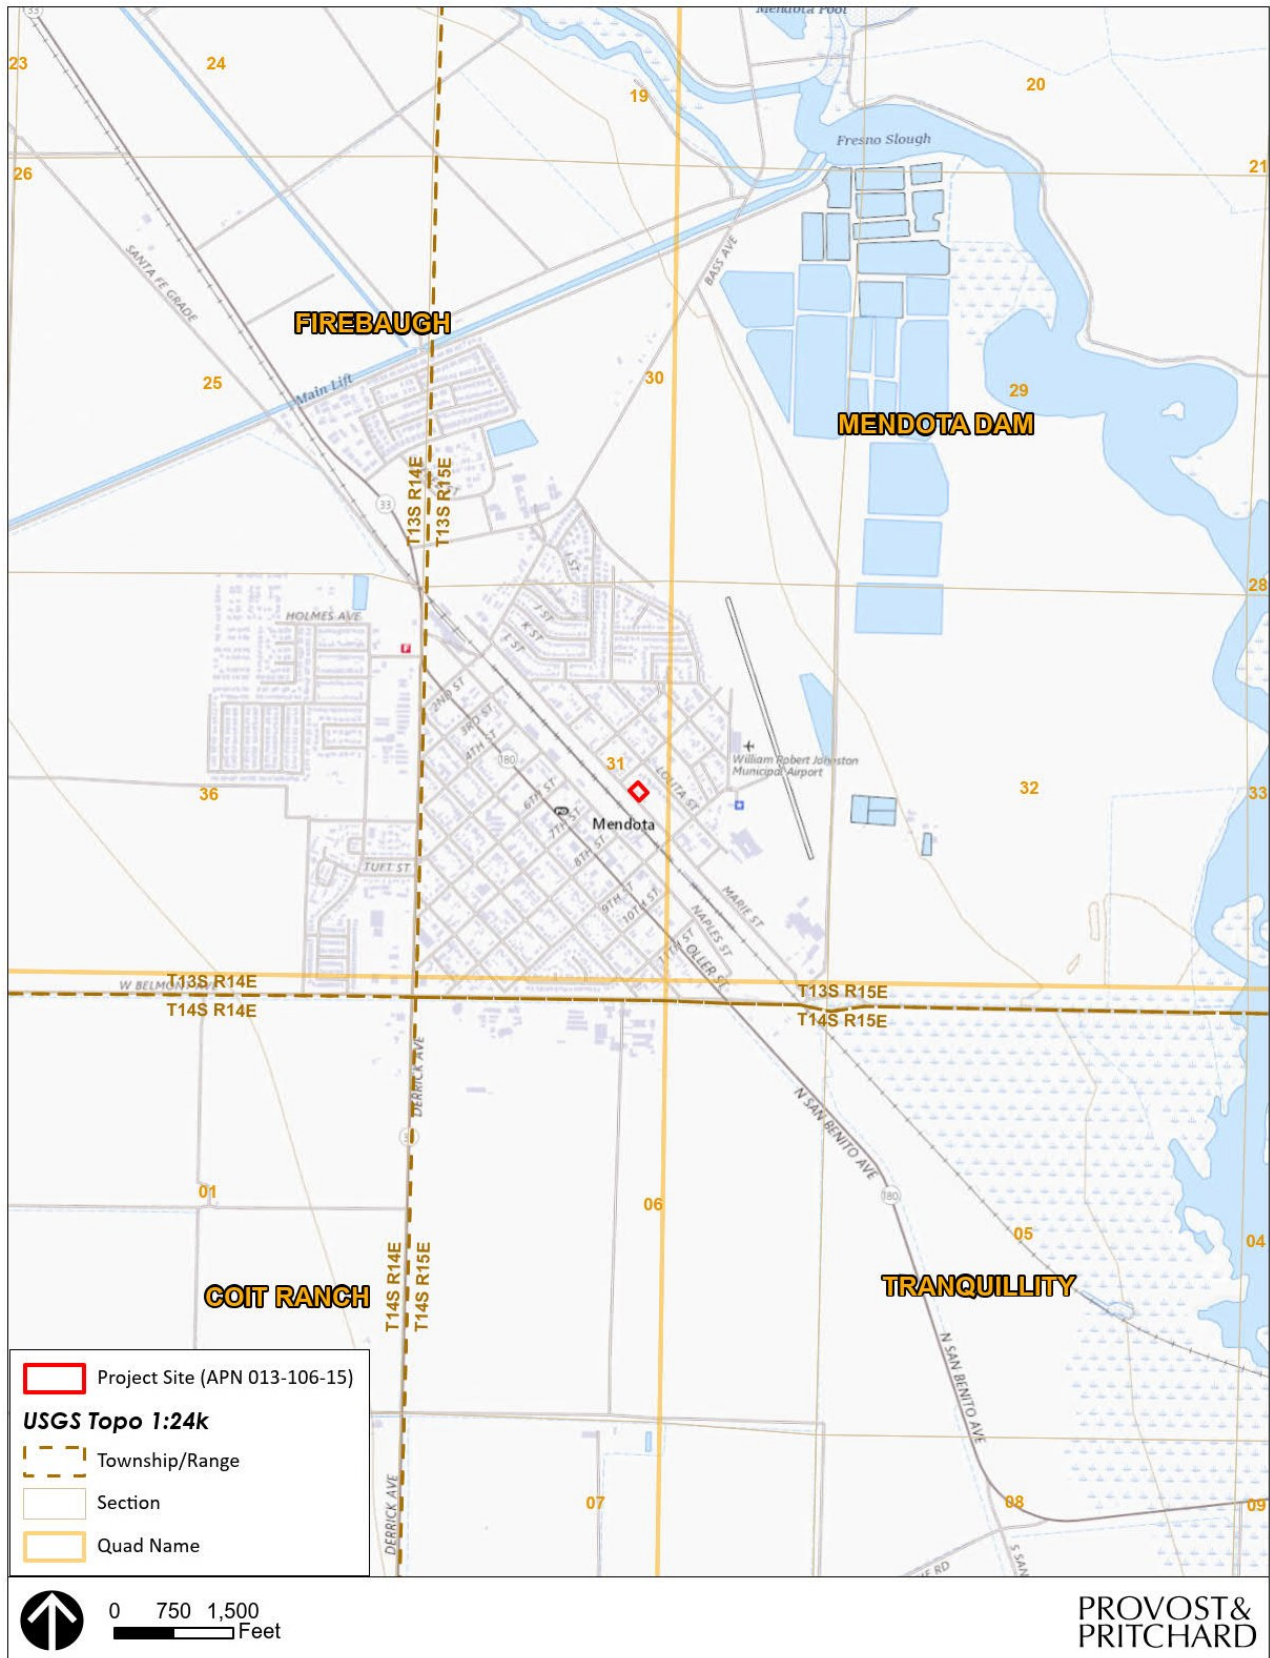 33
Mendota Pool
23
24
19
20
Fresno Slough
26
21
SANTA FE GRADE
BASS AVE
FIREBAUGH
25
Main Lift
30
29
MENDOTA DAM
T13S R14E
T13S R15E
33
ST
I ST
28
HOLMES AVE
J ST
K ST
L ST
2ND ST
3RD ST
4TH ST
180
31
William Robert Johnston
Municipal Airport
LOLITA ST
36
6TH ST
32
33
PO
7TH ST
Mendota
8TH ST
TUFT ST
9TH ST
10TH ST
MARIE ST
NAPLES ST
11TH ST
OLLER ST
W BELMONT AVE
T13S R14E
T14S R14E
T13S R15E
T14S R15E
DERRICK AVE
N SAN BENITO AVE
180
01
06
05
04
T14S R14E
T14S R15E
COIT RANCH
TRANQUILLITY
N SAN BENITO AVE
Project Site (APN 013-106-15)
USGS Topo 1:24k
Township/Range
Section
Quad Name
DERRICK AVE
07
08
09
S SAN
RD
0 750 1,500
Feet
PROVOST&
PRITCHARD